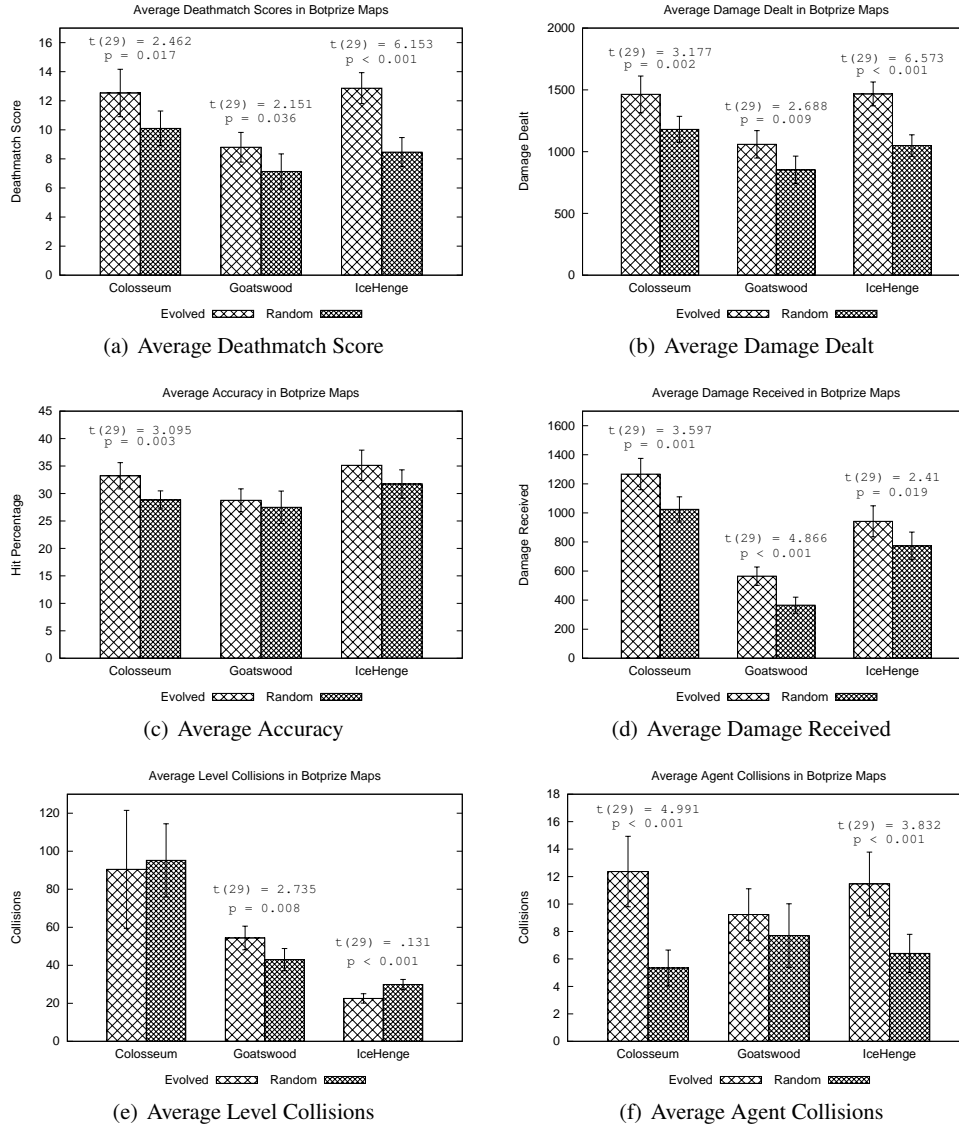 Average Deathmatch Scores in Botprize Maps
Deathmatch Score
16
14
12
10
8
6
4
2
0
t(29) = 2.462
p = 0.017
t(29) = 2.151
p = 0.036
t(29) = 6.153
p < 0.001
Colosseum Goatswood IceHenge
Evolved Random
(a) Average Deathmatch Score
Average Damage Dealt in Botprize Maps
Damage Dealt
2000
1500
1000
500
0
t(29) = 3.177
p = 0.002
t(29) = 2.688
p = 0.009
t(29) = 6.573
p < 0.001
Colosseum Goatswood IceHenge
Evolved Random
(b) Average Damage Dealt
Average Accuracy in Botprize Maps
Hit Percentage
45
40
35
30
25
20
15
10
5
0
t(29) = 3.095
p = 0.003
Colosseum Goatswood IceHenge
Evolved Random
(c) Average Accuracy
Average Damage Received in Botprize Maps
Damage Received
1600
1400
1200
1000
800
600
400
200
0
t(29) = 3.597
p = 0.001
t(29) = 4.866
p < 0.001
t(29) = 2.41
p = 0.019
Colosseum Goatswood IceHenge
Evolved Random
(d) Average Damage Received
Average Level Collisions in Botprize Maps
Collisions
120
100
80
60
40
20
0
t(29) = 2.735
p = 0.008
t(29) = .131
p < 0.001
Colosseum Goatswood IceHenge
Evolved Random
(e) Average Level Collisions
Average Agent Collisions in Botprize Maps
Collisions
18
16
14
12
10
8
6
4
2
0
t(29) = 4.991
p < 0.001
t(29) = 3.832
p < 0.001
Colosseum Goatswood IceHenge
Evolved Random
(f) Average Agent Collisions